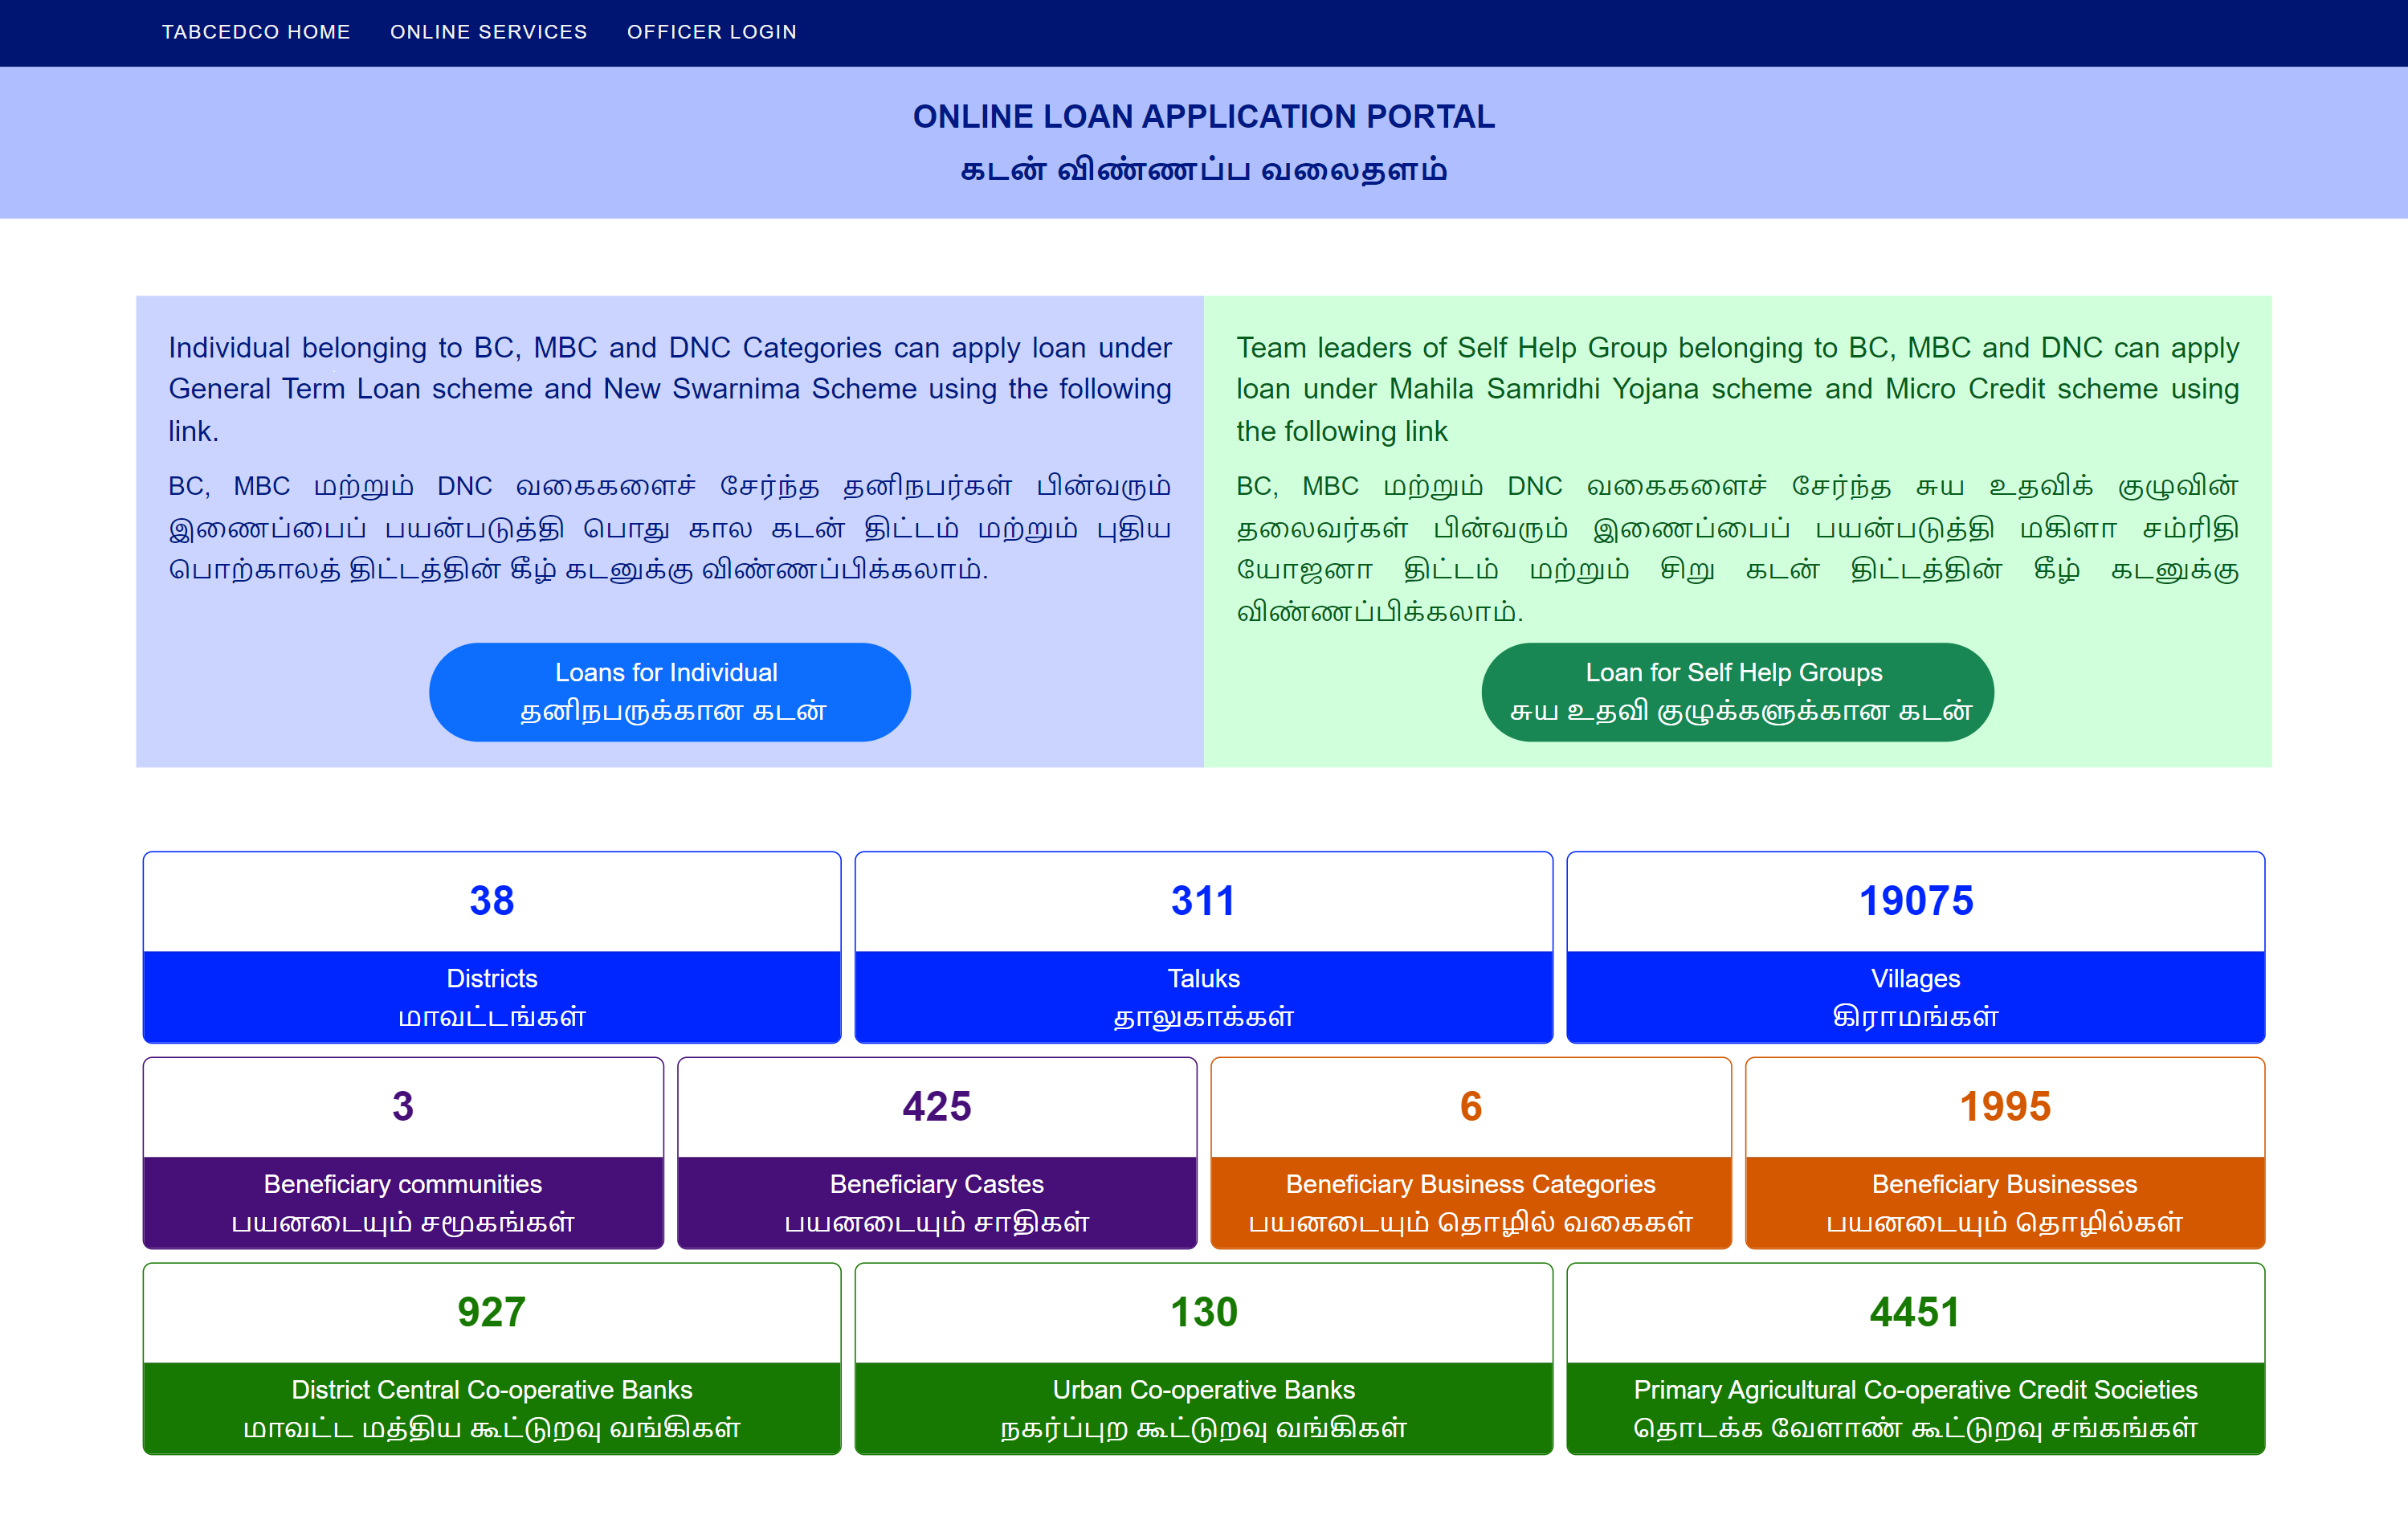 TABCEDCO HOME ONLINE SERVICES OFFICER LOGIN
ONLINE LOAN APPLICATION PORTAL
கடன் விண்ணப்ப வலைதளம்
Individual belonging to BC, MBC and DNC Categories can apply loan under
General Term Loan scheme and New Swarnima Scheme using the following
link.
BC, MBC மற்றும் DNC வகைகளைச் சேர்ந்த தனிநபர்கள் பின்வரும்
இணைப்பைப் பயன்படுத்தி பொது கால கடன் திட்டம் மற்றும் புதிய
பொற்காலத் திட்டத்தின் கீழ் கடனுக்கு விண்ணப்பிக்கலாம்.
Loans for Individual
தனிநபருக்கான கடன்
Team leaders of Self Help Group belonging to BC, MBC and DNC can apply
loan under Mahila Samridhi Yojana scheme and Micro Credit scheme using
the following link
BC, MBC மற்றும் DNC வகைகளைச் சேர்ந்த சுய உதவிக் குழுவின்
தலைவர்கள் பின்வரும் இணைப்பைப் பயன்படுத்தி மகிளா சம்ரிதி
யோஜனா திட்டம் மற்றும் சிறு கடன் திட்டத்தின் கீழ் கடனுக்கு
விண்ணப்பிக்கலாம்.
Loan for Self Help Groups
சுய உதவி குழுக்களுக்கான கடன்
38
Districts
மாவட்டங்கள்
311
Taluks
தாலுகாக்கள்
19075
Villages
கிராமங்கள்
3
Beneficiary communities
பயனடையும் சமூகங்கள்
425
Beneficiary Castes
பயனடையும் சாதிகள்
6
Beneficiary Business Categories
பயனடையும் தொழில் வகைகள்
1995
Beneficiary Businesses
பயனடையும் தொழில்கள்
927
District Central Co-operative Banks
மாவட்ட மத்திய கூட்டுறவு வங்கிகள்
130
Urban Co-operative Banks
நகர்ப்புற கூட்டுறவு வங்கிகள்
4451
Primary Agricultural Co-operative Credit Societies
தொடக்க வேளாண் கூட்டுறவு சங்கங்கள்